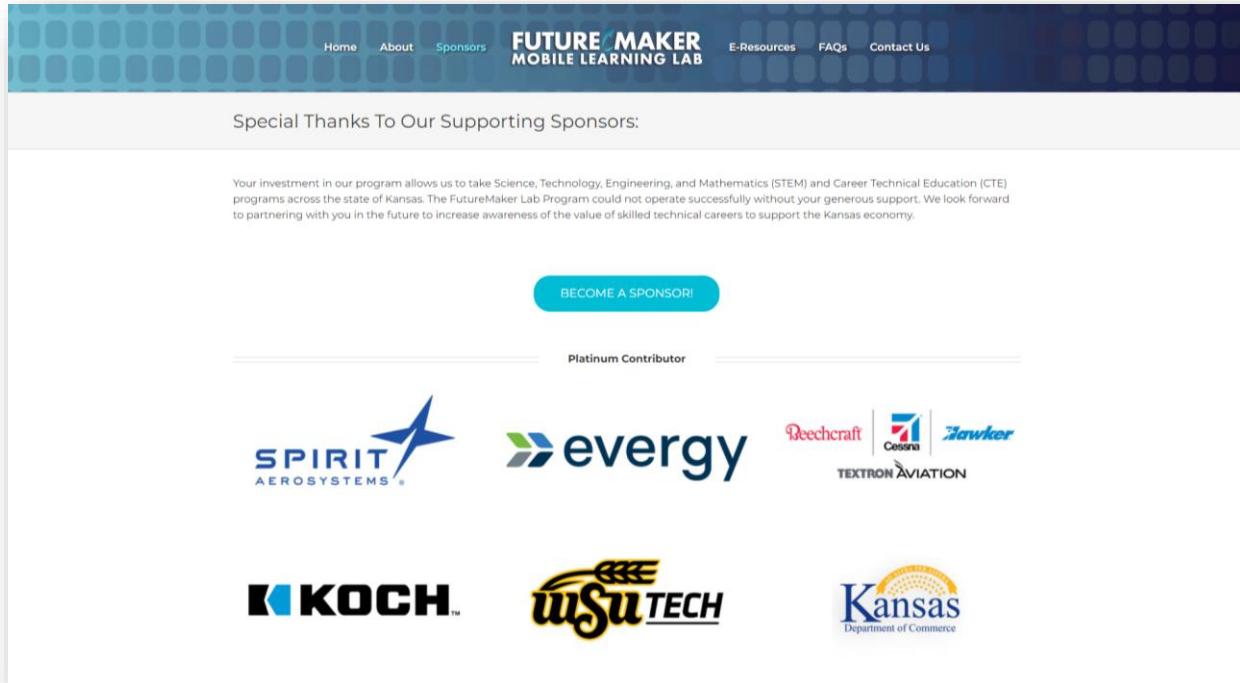 Home About Sponsors FUTURE MAKER E-Resources FAQs Contact Us
MOBILE LEARNING LAB
Special Thanks To Our Supporting Sponsors:
Your investment in our program allows us to take Science, Technology, Engineering, and Mathematics (STEM) and Career Technical Education (CTE)
programs across the state of Kansas. The FutureMaker Lab Program could not operate successfully without your generous support. We look forward
to partnering with you in the future to increase awareness of the value of skilled technical careers to support the Kansas economy.
BECOME A SPONSOR!
Platinum Contributor
SPIRIT
AEROSYSTEMS®
evergy
Beechcraft Cessna Hawker
TEXTRON AVIATION
KOCH™
WSU TECH
Kansas
Department of Commerce